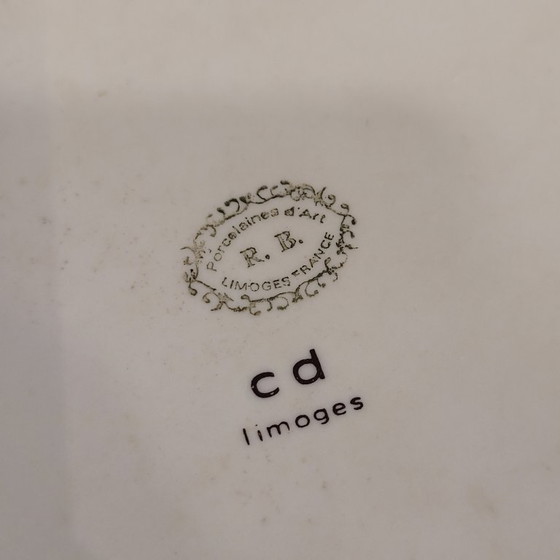 Porcelaines d'Art
R. B.
LIMOGES FRANCE
cd
limoges